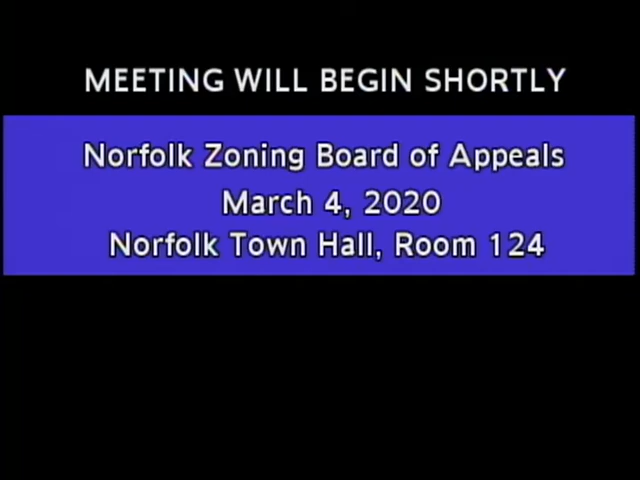 MEETING WILL BEGIN SHORTLY
Norfolk Zoning Board of Appeals
March 4, 2020
Norfolk Town Hall, Room 124